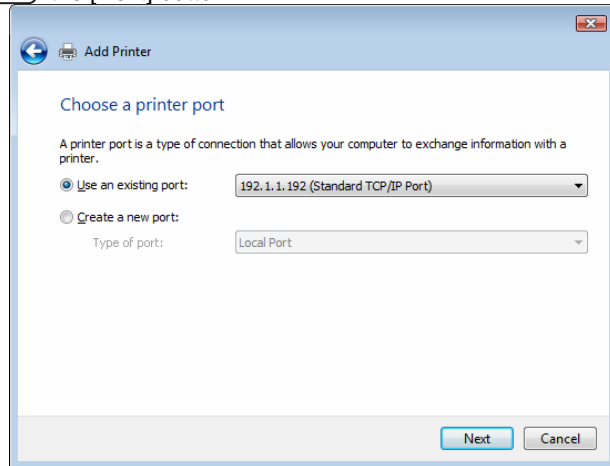 Add Printer
Choose a printer port
A printer port is a type of connection that allows your computer to exchange information with a
printer.
Use an existing port: 192.1.1.192 (Standard TCP/IP Port)
Create a new port:
Type of port: Local Port
Next Cancel